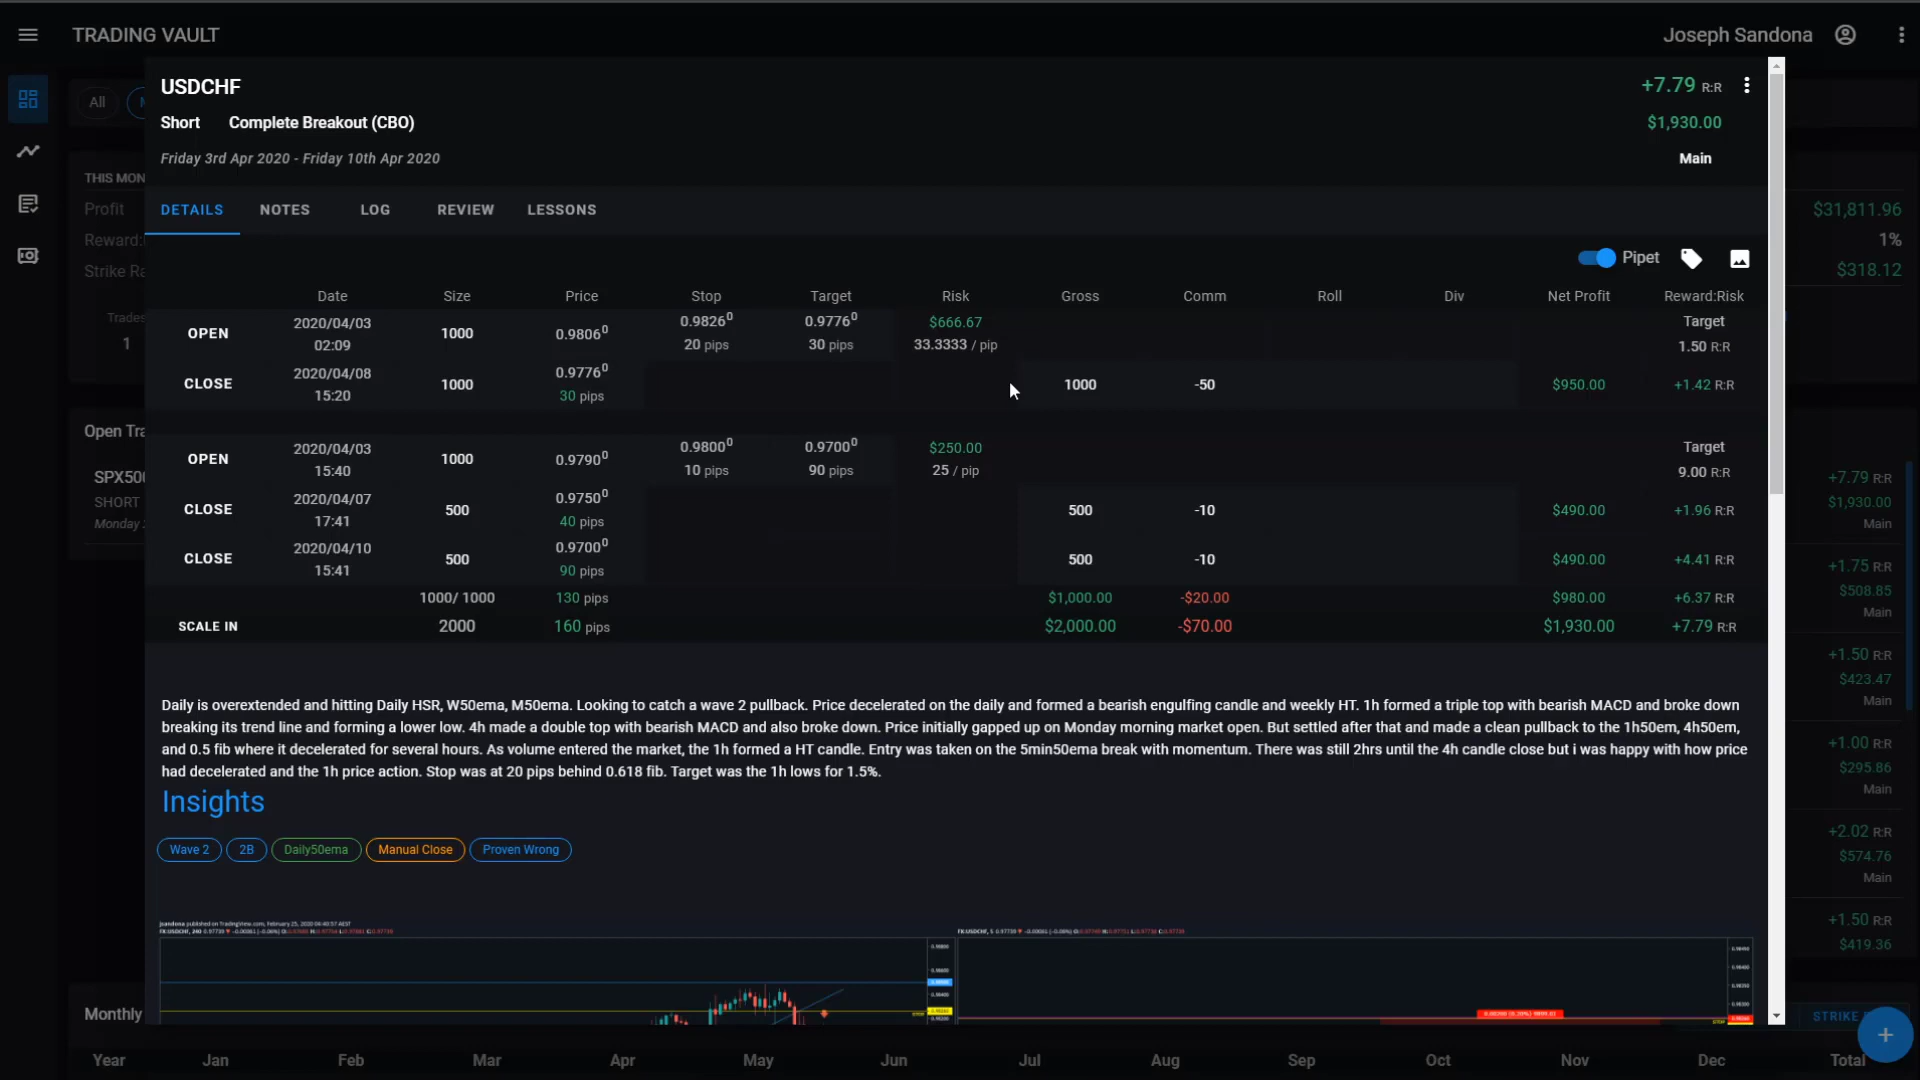 TRADING VAULT
Joseph Sandona
All
USDCHF
+7.79 R:R
Short Complete Breakout (CBO)
$1,930.00
Friday 3rd Apr 2020 - Friday 10th Apr 2020
Main
THIS MON
Profit
Reward:
Strike Ra
Trades
1
$31,811.96
1%
$318.12
DETAILS NOTES LOG REVIEW LESSONS
Pipet
Date Size Price Stop Target Risk Gross Comm Roll Div Net Profit Reward:Risk
OPEN 2020/04/03 02:09 1000 0.9806⁰ 0.9826⁰ 20 pips 0.9776⁰ 30 pips $666.67 33.3333 / pip Target 1.50 R:R
CLOSE 2020/04/08 15:20 1000 0.9776⁰ 30 pips 1000 -50 $950.00 +1.42 R:R
OPEN 2020/04/03 15:40 1000 0.9790⁰ 0.9800⁰ 10 pips 0.9700⁰ 90 pips $250.00 25 / pip Target 9.00 R:R
CLOSE 2020/04/07 17:41 500 0.9750⁰ 40 pips 500 -10 $490.00 +1.96 R:R
CLOSE 2020/04/10 15:41 500 0.9700⁰ 90 pips 500 -10 $490.00 +4.41 R:R
1000/ 1000 130 pips $1,000.00 -$20.00 $980.00 +6.37 R:R
SCALE IN 2000 160 pips $2,000.00 -$70.00 $1,930.00 +7.79 R:R
Open Tra
SPX500
SHORT
Monday
Daily is overextended and hitting Daily HSR, W50ema, M50ema. Looking to catch a wave 2 pullback. Price decelerated on the daily and formed a bearish engulfing candle and weekly HT. 1h formed a triple top with bearish MACD and broke down
breaking its trend line and forming a lower low. 4h made a double top with bearish MACD and also broke down. Price initially gapped up on Monday morning market open. But settled after that and made a clean pullback to the 1h50em, 4h50em,
and 0.5 fib where it decelerated for several hours. As volume entered the market, the 1h formed a HT candle. Entry was taken on the 5min50ema break with momentum. There was still 2hrs until the 4h candle close but i was happy with how price
had decelerated and the 1h price action. Stop was at 20 pips behind 0.618 fib. Target was the 1h lows for 1.5%.
Insights
Wave 2 2B Daily50ema Manual Close Proven Wrong
+7.79 R:R
$1,930.00
Main
+1.75 R:R
$508.85
Main
+1.50 R:R
$423.47
Main
+1.00 R:R
$295.86
Main
+2.02 R:R
$574.76
Main
+1.50 R:R
$419.36
Monthly
STRIKE
+
Year Jan Feb Mar Apr May Jun Jul Aug Sep Oct Nov Dec Total